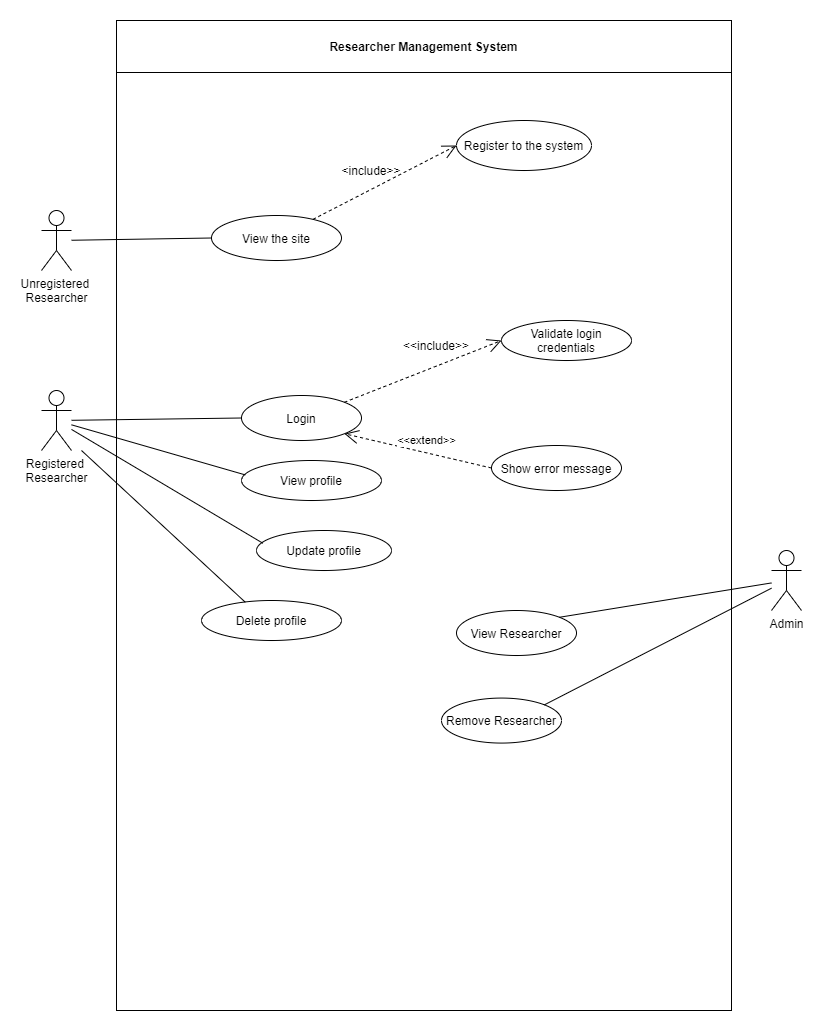 Researcher Management System
Register to the system
<include>>
View the site
Unregistered
Researcher
Validate login
credentials
<<include>>
Login
<<extend>>
Show error message
Registered
Researcher
View profile
Update profile
Delete profile
View Researcher
Admin
Remove Researcher